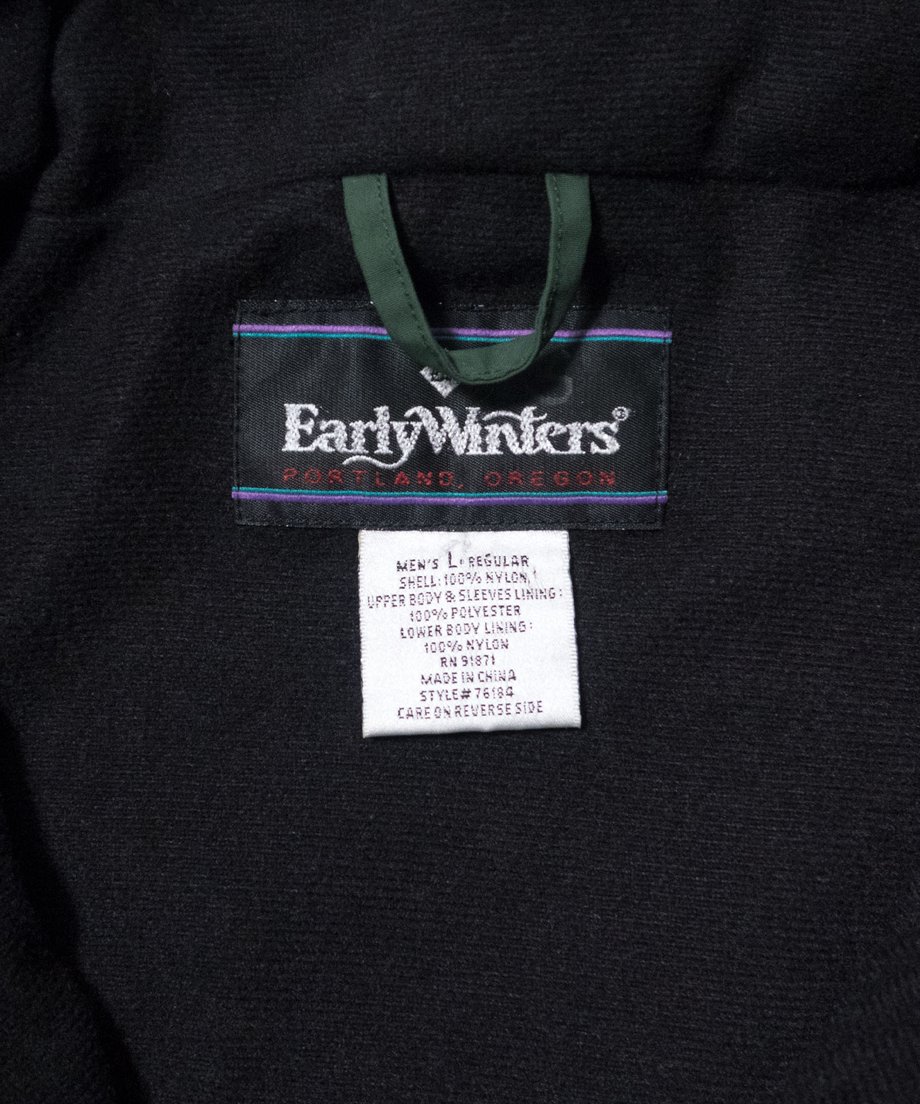 EarlyWinters®
PORTLAND, OREGON
MEN'S L· REGULAR
SHELL: 100% NYLON,
UPPER BODY & SLEEVES LINING:
100% POLYESTER
LOWER BODY LINING:
100% NYLON
RN 91871
MADE IN CHINA
STYLE# 76184
CARE ON REVERSE SIDE